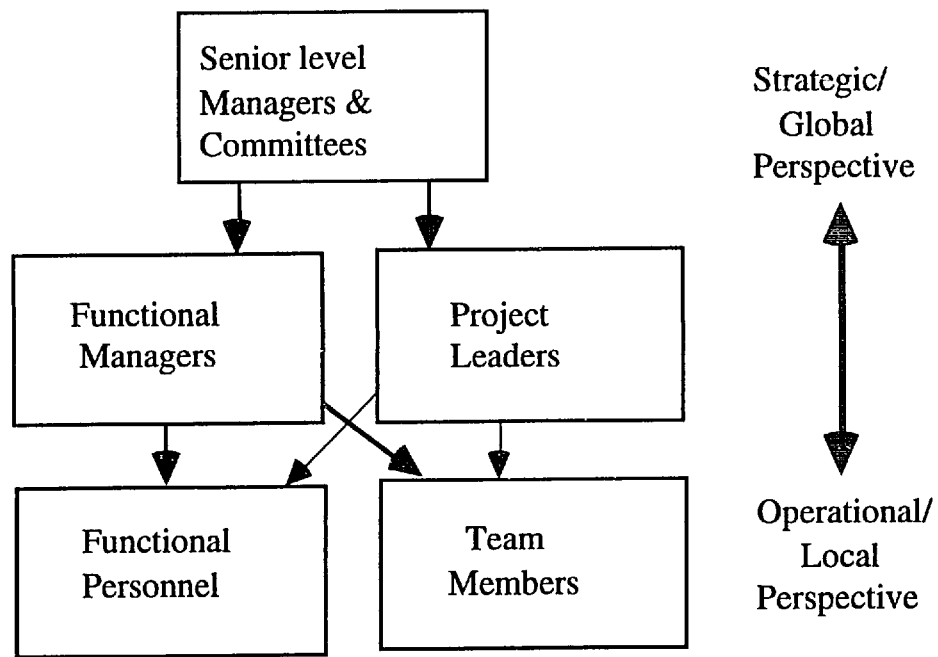 Senior level
Managers &
Committees
Strategic/
Global
Perspective
Functional
Managers
Project
Leaders
Functional
Personnel
Team
Members
Operational/
Local
Perspective